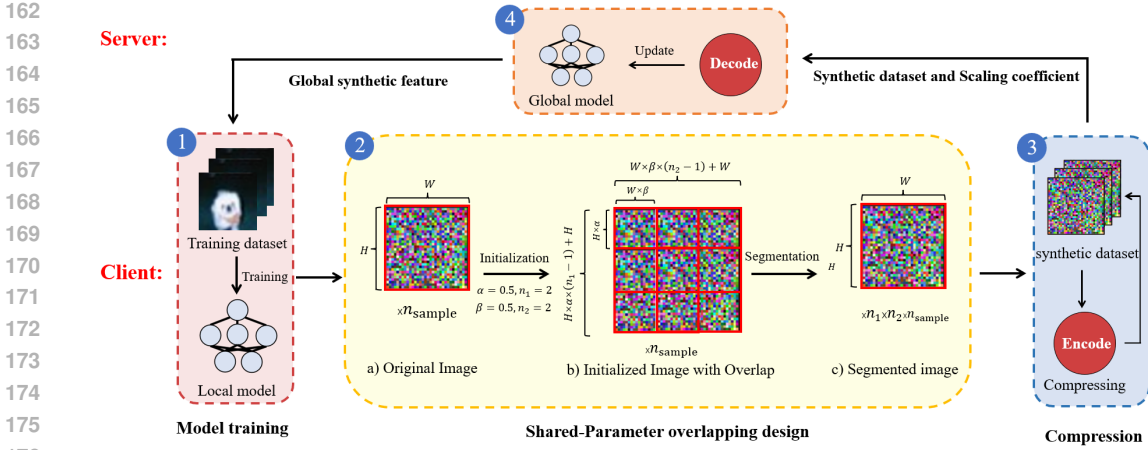 162
163
164
165
166
167
168
169
170
171
172
173
174
175
Server:
4
Update
Decode
Global model
Global synthetic feature
Synthetic dataset and Scaling coefficient
Client:
1
Training dataset
Training
Local model
Model training
2
W
H
×n_sample
a) Original Image
Initialization
α = 0.5, n₁ = 2
β = 0.5, n₂ = 2
W×β×(n₂ − 1) + W
W×β
H×α
H×α×(n₁ − 1) + H
×n_sample
b) Initialized Image with Overlap
Segmentation
W
H
H
×n₁×n₂×n_sample
c) Segmented image
Shared-Parameter overlapping design
3
synthetic dataset
Encode
Compressing
Compression